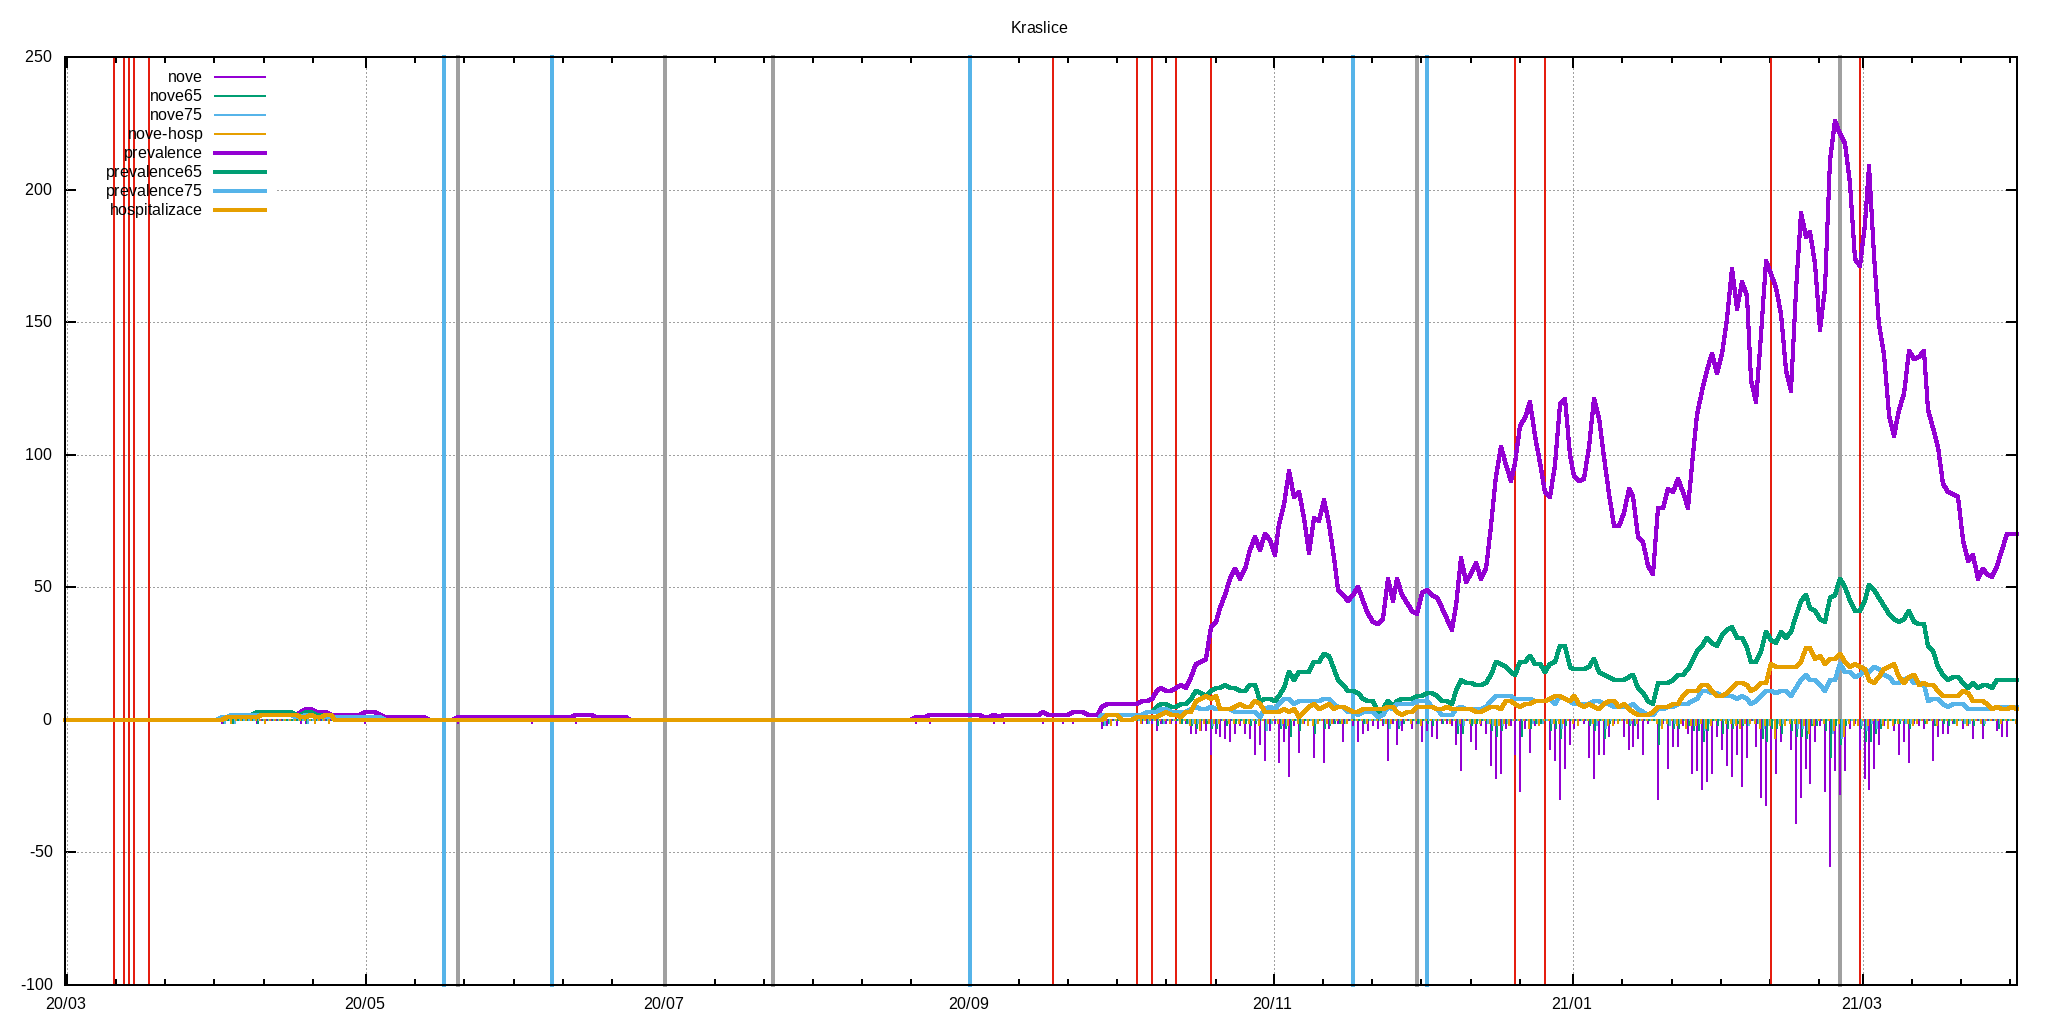 Kraslice
250
200
150
100
50
0
-50
-100
nove
nove65
nove75
nove-hosp
prevalence
prevalence65
prevalence75
hospitalizace
20/03 20/05 20/07 20/09 20/11 21/01 21/03